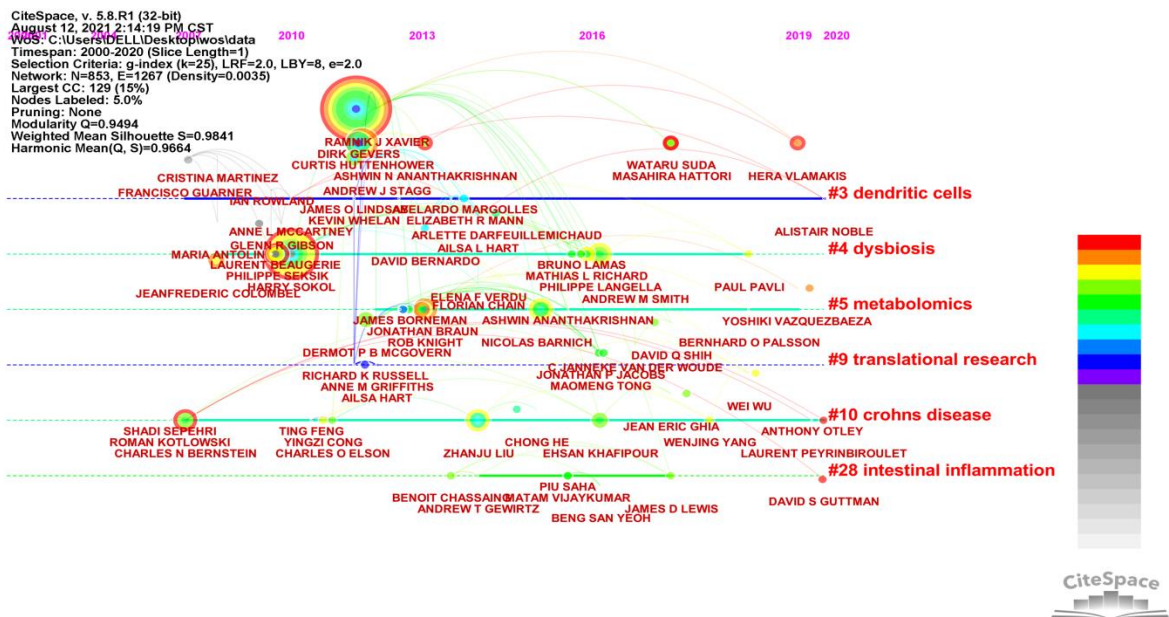 CiteSpace, v. 5.8.R1 (32-bit)
August 12, 2021 2:14:19 PM CST
WoS: C:\Users\DELL\Desktop\wos\data
2007 2010 2013 2016 2019 2020
Timespan: 2000-2020 (Slice Length=1)
Selection Criteria: g-index (k=25), LRF=2.0, LBY=8, e=2.0
Network: N=853, E=1267 (Density=0.0035)
Largest CC: 129 (15%)
Nodes Labeled: 5.0%
Pruning: None
Modularity Q=0.9494
Weighted Mean Silhouette S=0.9841
Harmonic Mean(Q, S)=0.9664
RAMNIK J XAVIER
DIRK GEVERS
CURTIS HUTTENHOWER
ASHWIN N ANANTHAKRISHNAN
WATARU SUDA
MASAHIRA HATTORI
HERA VLAMAKIS
CRISTINA MARTINEZ
FRANCISCO GUARNER
ANDREW J STAGG
#3 dendritic cells
IAN ROWLAND
JAMES O LINDSAY
ABELARDO MARGOLLES
KEVIN WHELAN
ELIZABETH R MANN
ANNE L MCCARTNEY
ARLETTE DARFEUILLEMICHAUD
ALISTAIR NOBLE
GLENN R GIBSON
AILSA L HART
#4 dysbiosis
MARIA ANTOLIN
LAURENT BEAUGERIE
DAVID BERNARDO
BRUNO LAMAS
PHILIPPE SEKSIK
MATHIAS L RICHARD
HARRY SOKOL
PHILIPPE LANGELLA
PAUL PAVLI
JEANFREDERIC COLOMBEL
ELENA F VERDU
ANDREW M SMITH
FLORIAN CHAIN
#5 metabolomics
JAMES BORNEMAN
ASHWIN ANANTHAKRISHNAN
YOSHIKI VAZQUEZBAEZA
JONATHAN BRAUN
ROB KNIGHT
NICOLAS BARNICH
BERNHARD O PALSSON
DERMOT P B MCGOVERN
DAVID Q SHIH
C JANNEKE VAN DER WOUDE
#9 translational research
RICHARD K RUSSELL
JONATHAN P JACOBS
ANNE M GRIFFITHS
MAOMENG TONG
AILSA HART
WEI WU
#10 crohns disease
SHADI SEPEHRI
TING FENG
JEAN ERIC GHIA
ANTHONY OTLEY
ROMAN KOTLOWSKI
YINGZI CONG
CHONG HE
WENJING YANG
CHARLES N BERNSTEIN
CHARLES O ELSON
ZHANJU LIU
EHSAN KHAFIPOUR
LAURENT PEYRINBIROULET
#28 intestinal inflammation
PIU SAHA
BENOIT CHASSAING
MATAM VIJAYKUMAR
DAVID S GUTTMAN
ANDREW T GEWIRTZ
JAMES D LEWIS
BENG SAN YEOH
CiteSpace